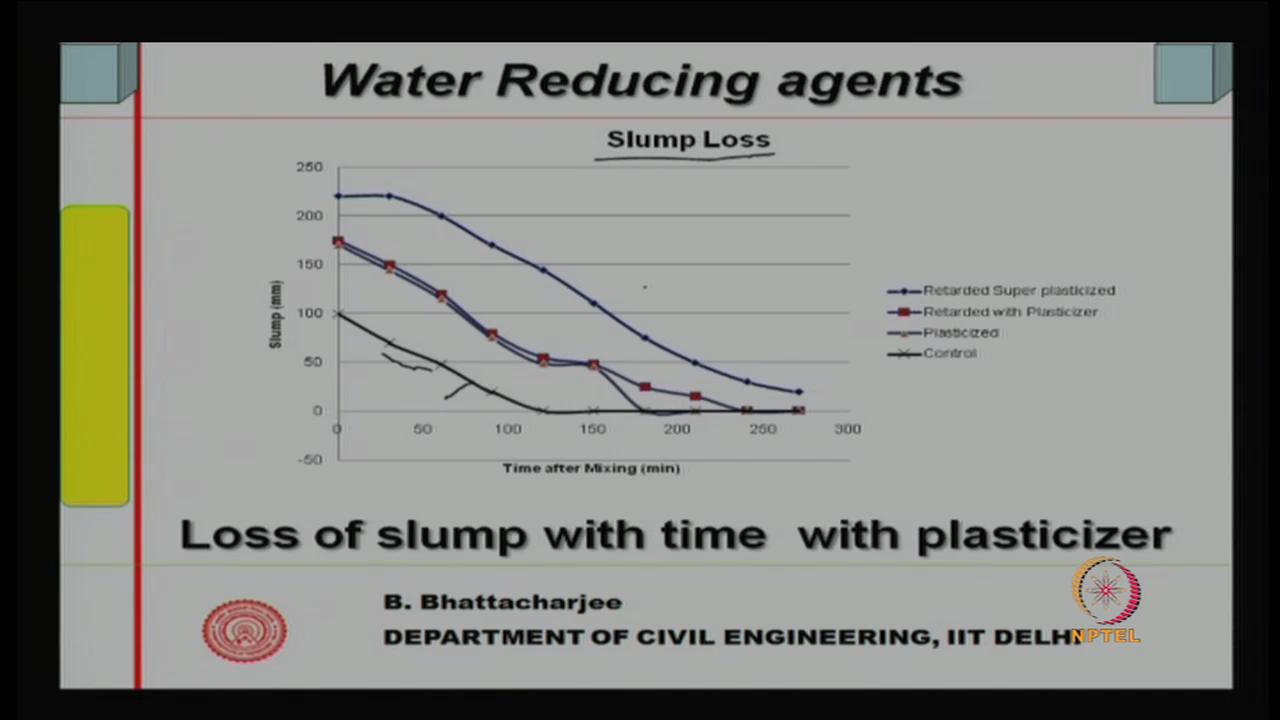 Water Reducing agents
Slump Loss
250
200
150
100
50
0
-50
Slump (mm)
0 50 100 150 200 250 300
Time after Mixing (min)
Retarded Super plasticized
Retarded with Plasticizer
Plasticized
Control
Loss of slump with time with plasticizer
B. Bhattacharjee
DEPARTMENT OF CIVIL ENGINEERING, IIT DELHI
NPTEL